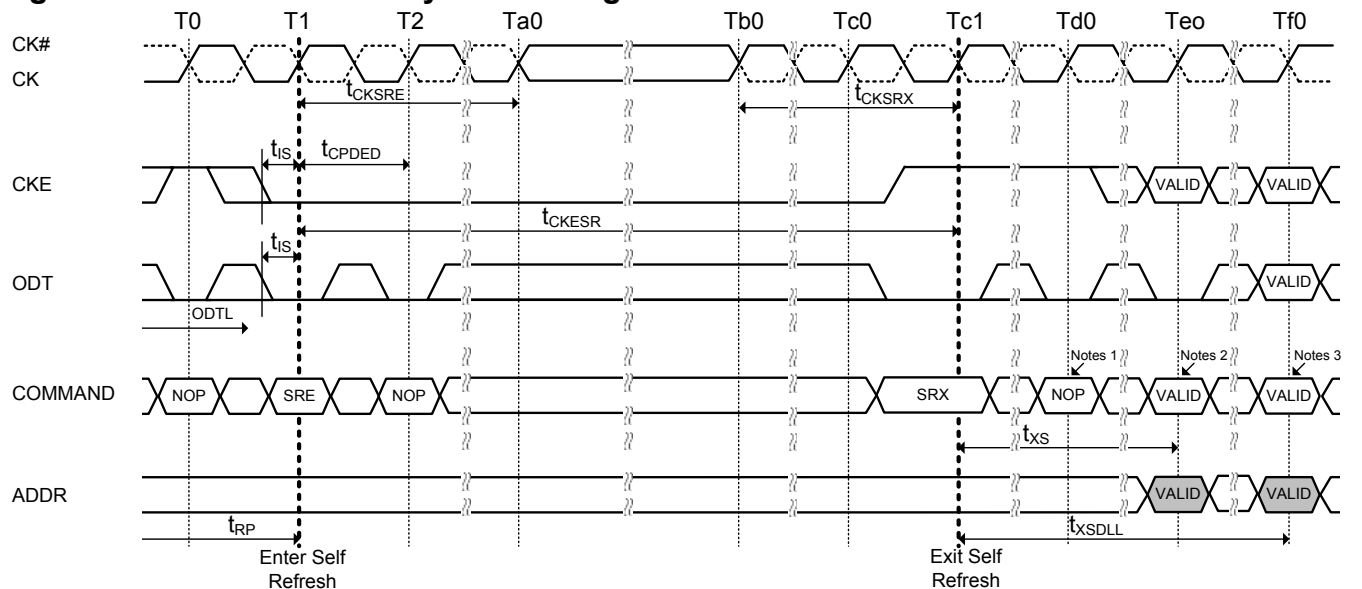 T0 T1 T2 Ta0 Tb0 Tc0 Tc1 Td0 Teo Tf0
CK#
CK
tCKSRE tCKSRX
tIS tCPDED
CKE VALID VALID
tCKESR
tIS
ODT VALID
ODTL
Notes 1 Notes 2 Notes 3
COMMAND NOP SRE NOP SRX NOP VALID VALID
tXS
ADDR VALID VALID
tRP tXSDLL
Enter Self
Refresh
Exit Self
Refresh